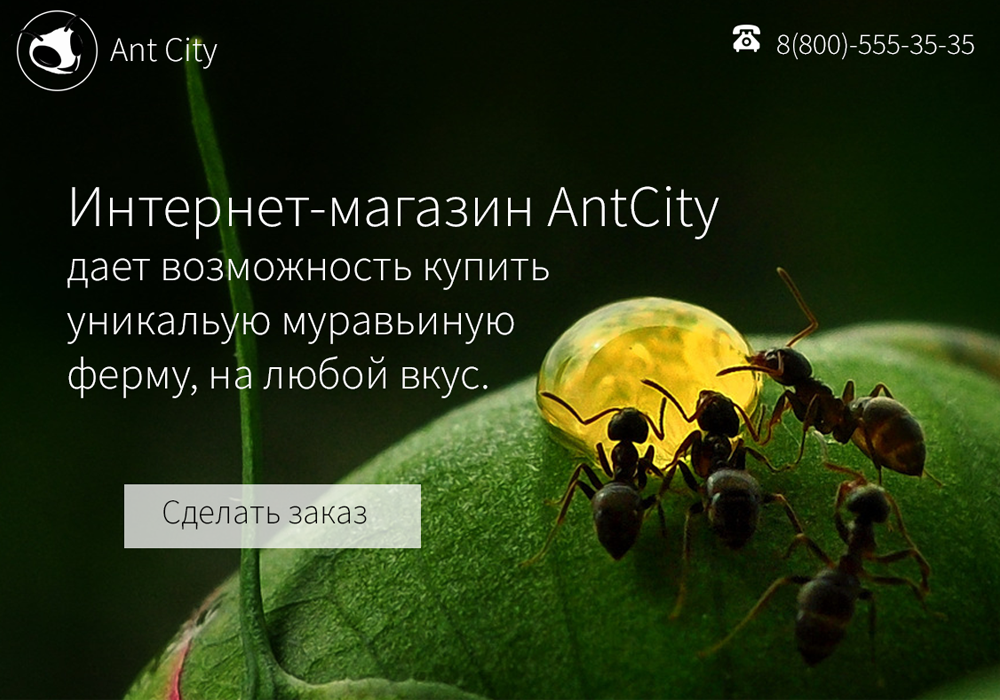 Ant City
8(800)-555-35-35
Интернет-магазин AntCity
дает возможность купить
уникальую муравьиную
ферму, на любой вкус.
Сделать заказ